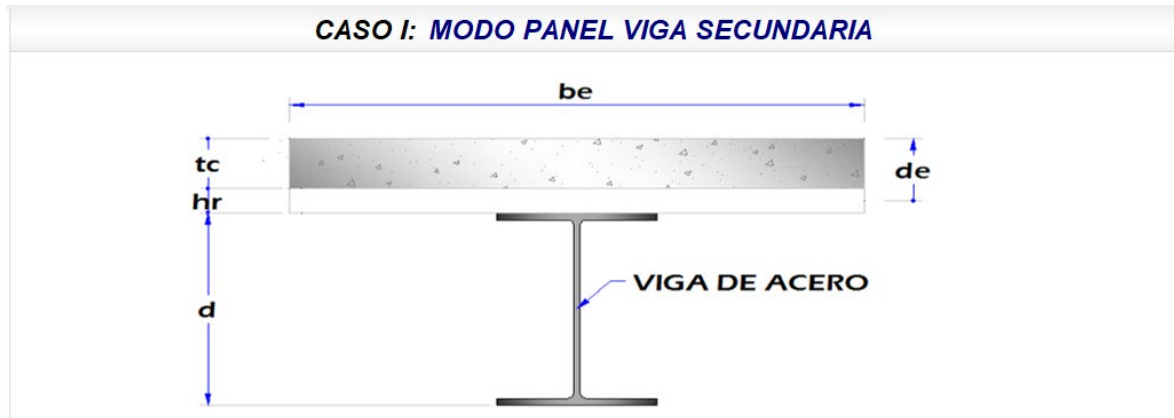 CASO I: MODO PANEL VIGA SECUNDARIA
be
tc
de
hr
VIGA DE ACERO
d